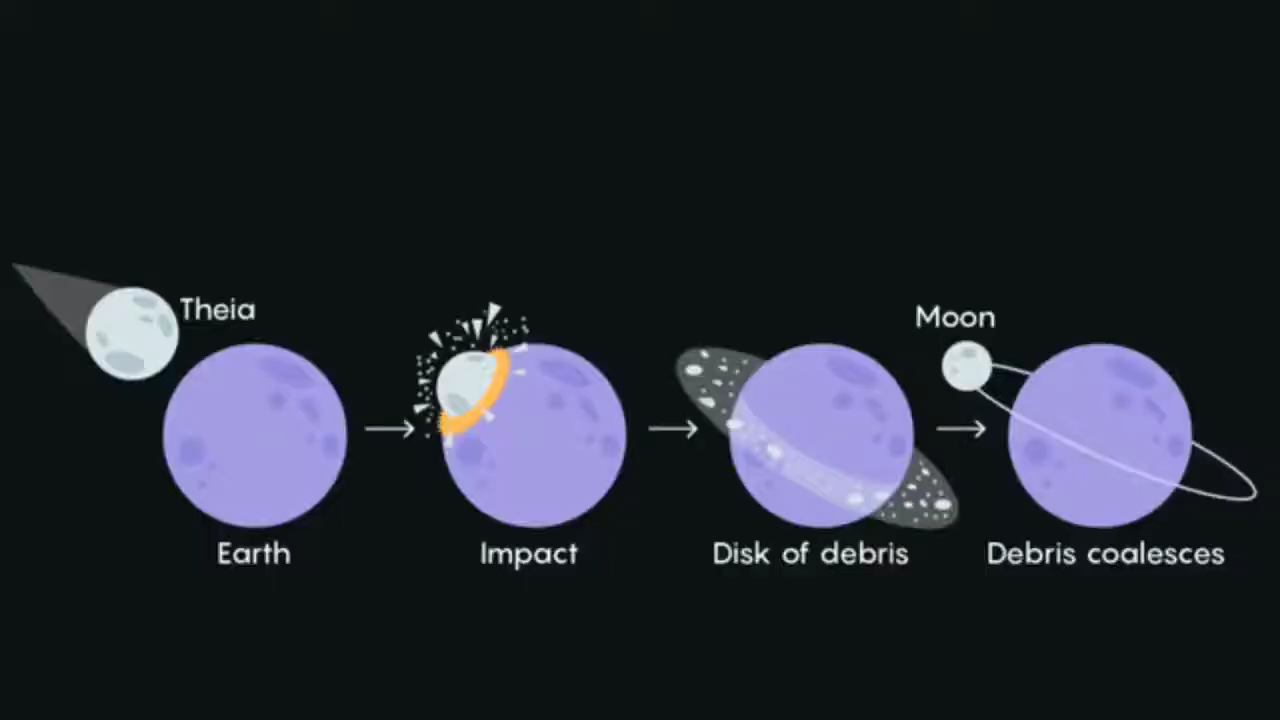 Theia
Earth
Impact
Disk of debris
Moon
Debris coalesces